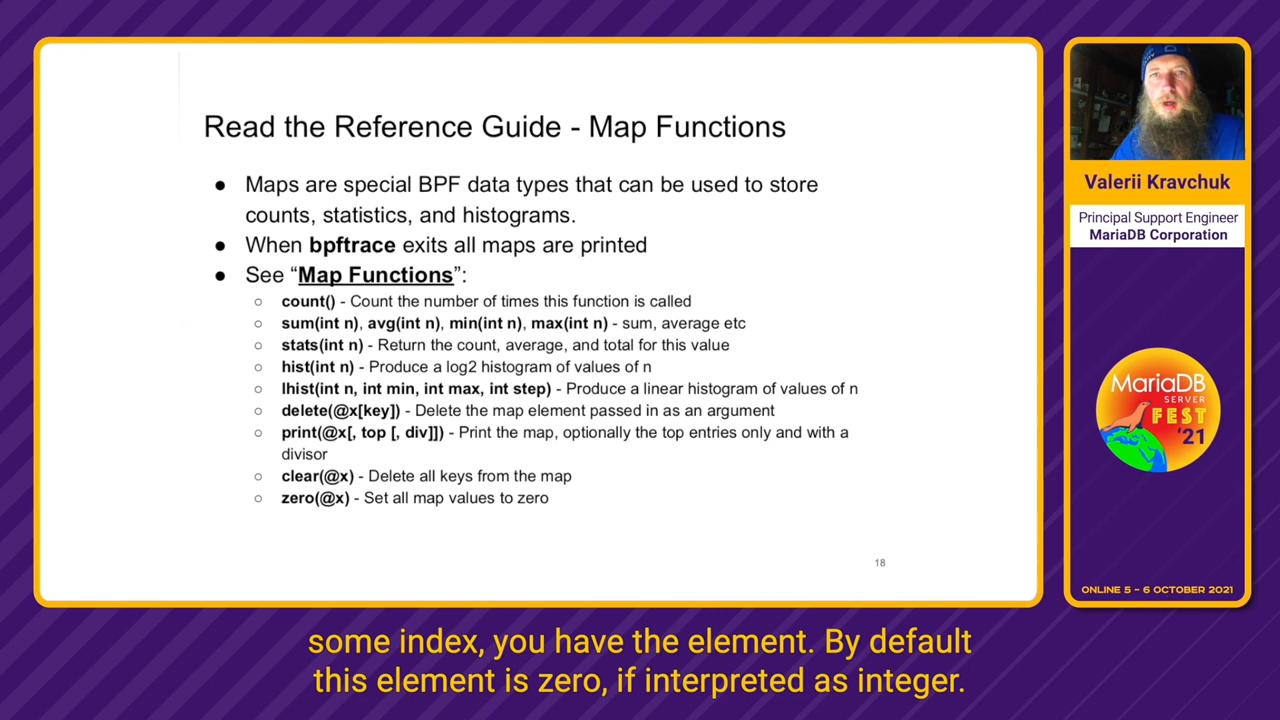 Read the Reference Guide - Map Functions
● Maps are special BPF data types that can be used to store
counts, statistics, and histograms.
● When bpftrace exits all maps are printed
● See “Map Functions”:
○ count() - Count the number of times this function is called
○ sum(int n), avg(int n), min(int n), max(int n) - sum, average etc
○ stats(int n) - Return the count, average, and total for this value
○ hist(int n) - Produce a log2 histogram of values of n
○ lhist(int n, int min, int max, int step) - Produce a linear histogram of values of n
○ delete(@x[key]) - Delete the map element passed in as an argument
○ print(@x[, top [, div]]) - Print the map, optionally the top entries only and with a
divisor
○ clear(@x) - Delete all keys from the map
○ zero(@x) - Set all map values to zero
18
Valerii Kravchuk
Principal Support Engineer
MariaDB Corporation
MariaDB
SERVER
FEST
'21
ONLINE 5 - 6 OCTOBER 2021
some index, you have the element. By default
this element is zero, if interpreted as integer.